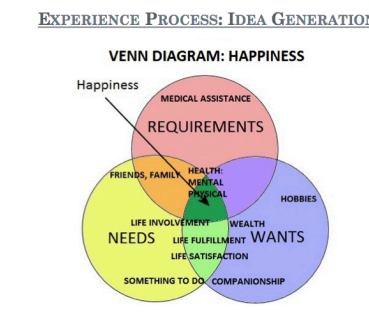 EXPERIENCE PROCESS: IDEA GENERATION
VENN DIAGRAM: HAPPINESS
Happiness
MEDICAL ASSISTANCE
REQUIREMENTS
FRIENDS, FAMILY
HEALTH:
MENTAL
PHYSICAL
HOBBIES
LIFE INVOLVEMENT
WEALTH
NEEDS
LIFE FULFILLMENT
WANTS
LIFE SATISFACTION
SOMETHING TO DO
COMPANIONSHIP